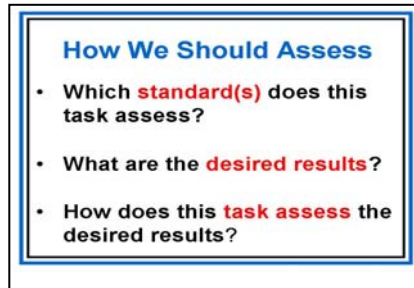 How We Should Assess
• Which standard(s) does this
task assess?
• What are the desired results?
• How does this task assess the
desired results?